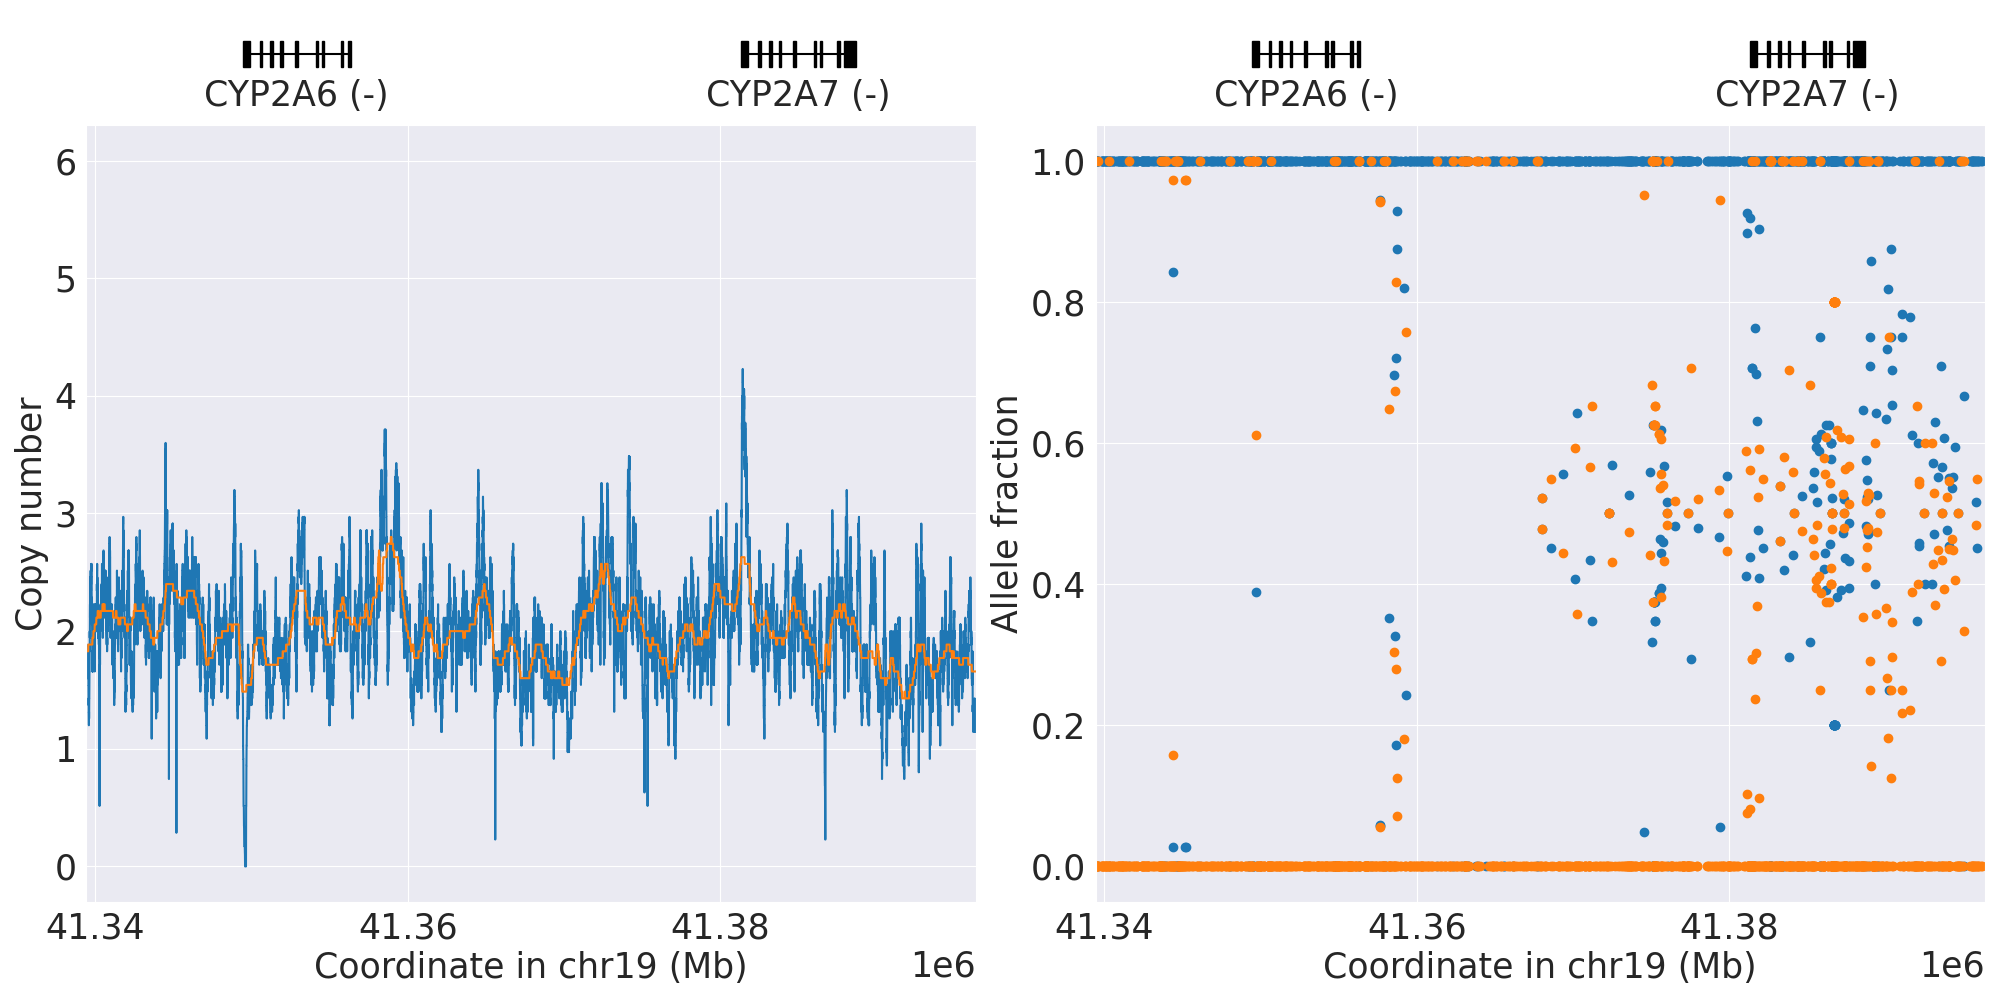 CYP2A6 (-)
CYP2A7 (-)
6
5
4
3
2
1
0
Copy number
41.34
41.36
41.38
Coordinate in chr19 (Mb)
1e6
CYP2A6 (-)
CYP2A7 (-)
1.0
0.8
0.6
0.4
0.2
0.0
Allele fraction
41.34
41.36
41.38
Coordinate in chr19 (Mb)
1e6